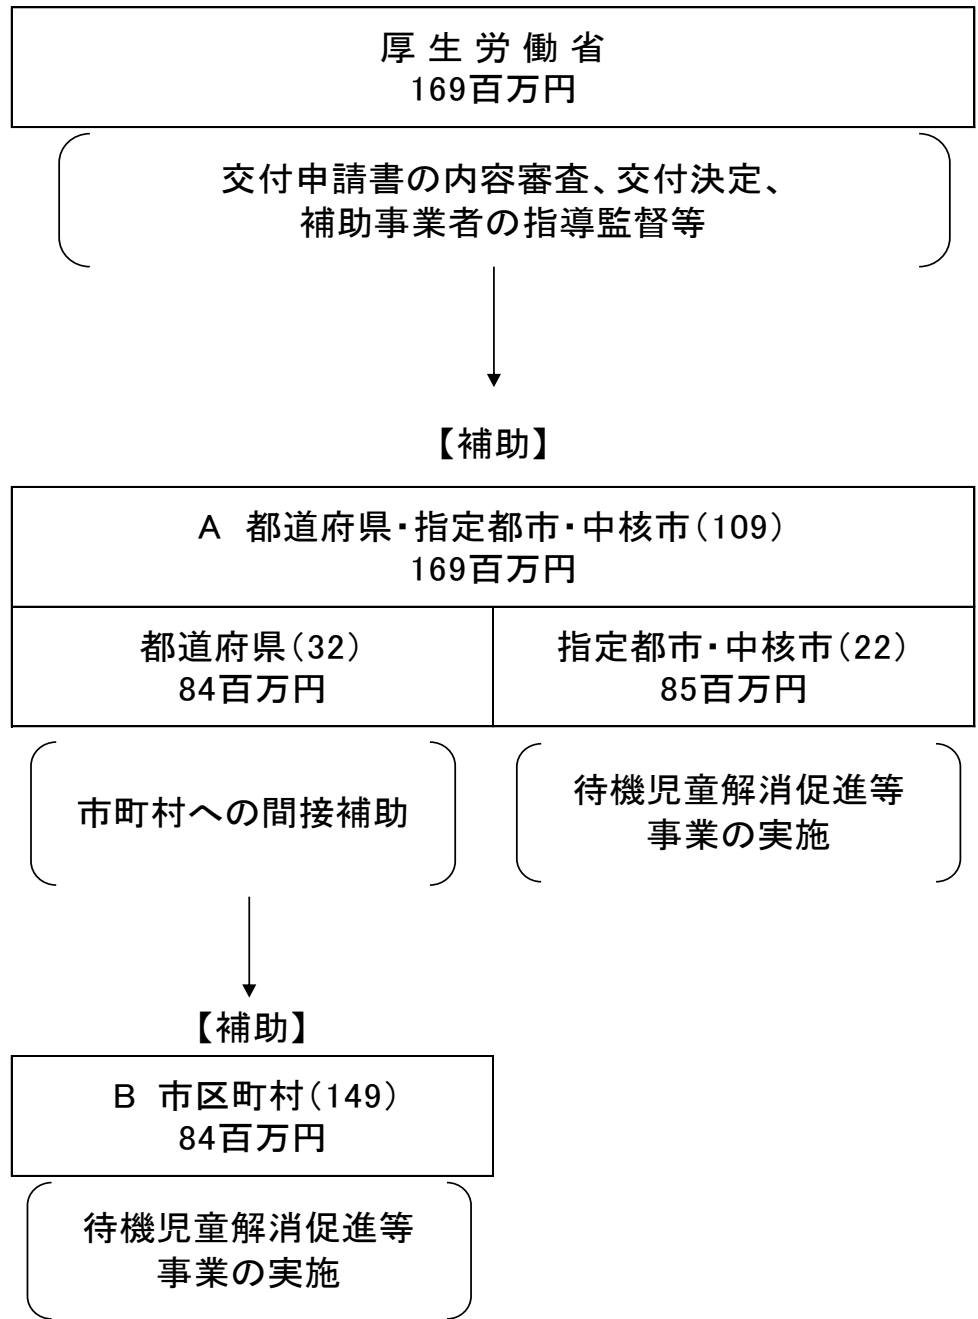 厚生労働省
169百万円
交付申請書の内容審査、交付決定、
補助事業者の指導監督等
【補助】
A 都道府県・指定都市・中核市(109)
169百万円
都道府県(32)
84百万円
指定都市・中核市(22)
85百万円
市町村への間接補助
待機児童解消促進等
事業の実施
【補助】
B 市区町村(149)
84百万円
待機児童解消促進等
事業の実施